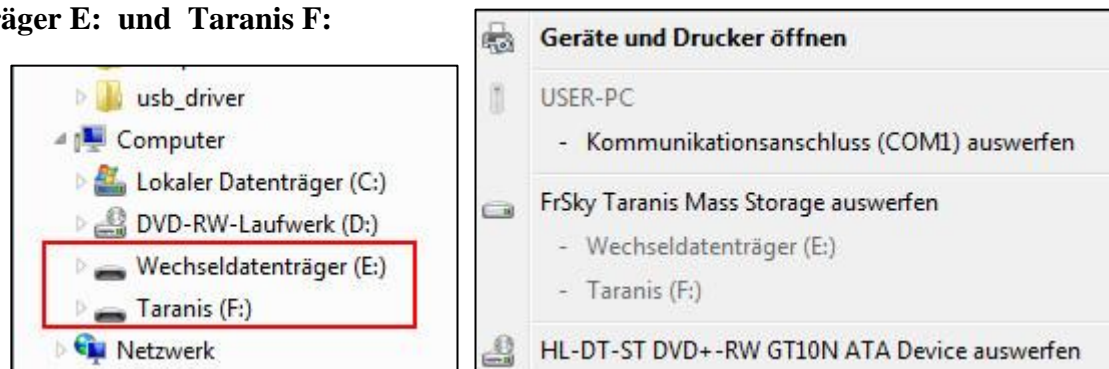 räger E: und Taranis F:
usb_driver
Computer
Lokaler Datenträger (C:)
DVD-RW-Laufwerk (D:)
Wechseldatenträger (E:)
Taranis (F:)
Netzwerk
Geräte und Drucker öffnen
USER-PC
- Kommunikationsanschluss (COM1) auswerfen
FrSky Taranis Mass Storage auswerfen
- Wechseldatenträger (E:)
- Taranis (F:)
HL-DT-ST DVD+-RW GT10N ATA Device auswerfen